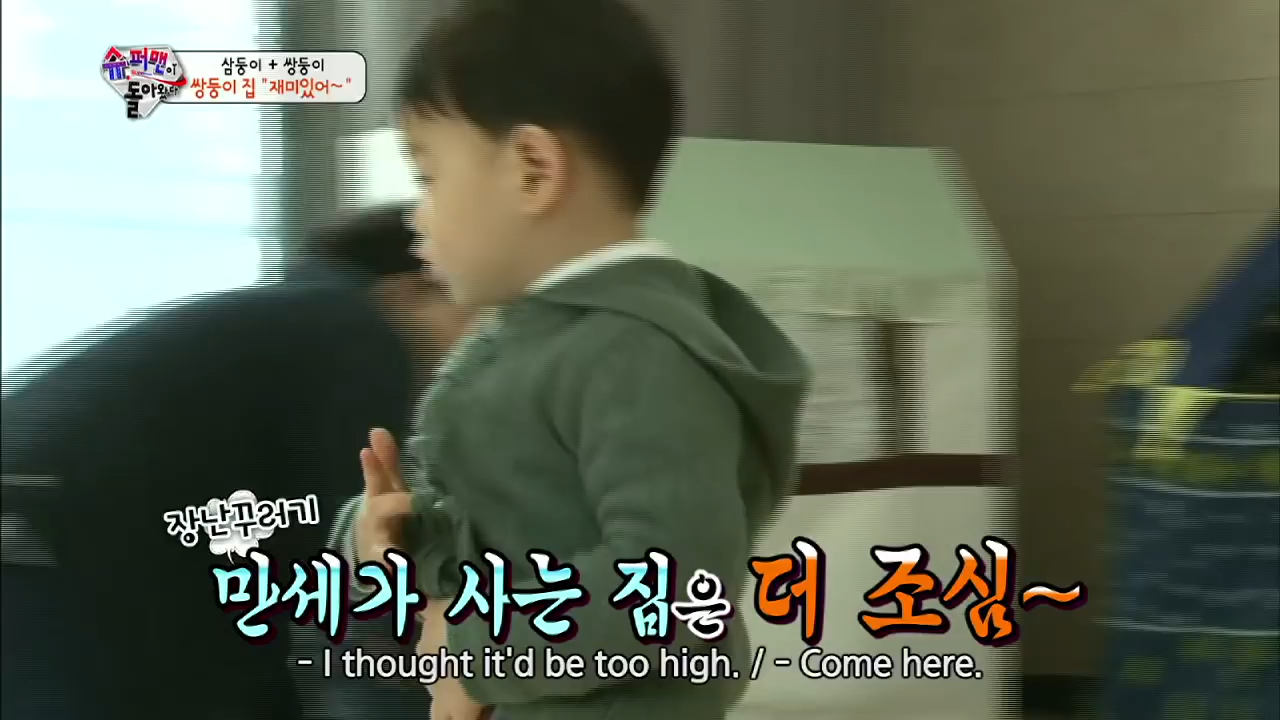 슈퍼맨이
돌아왔다
삼둥이 + 쌍둥이
쌍둥이 집 "재미있어~"
장난꾸러기
만세가 사는 집은 더 조심~
- I thought it'd be too high. / - Come here.